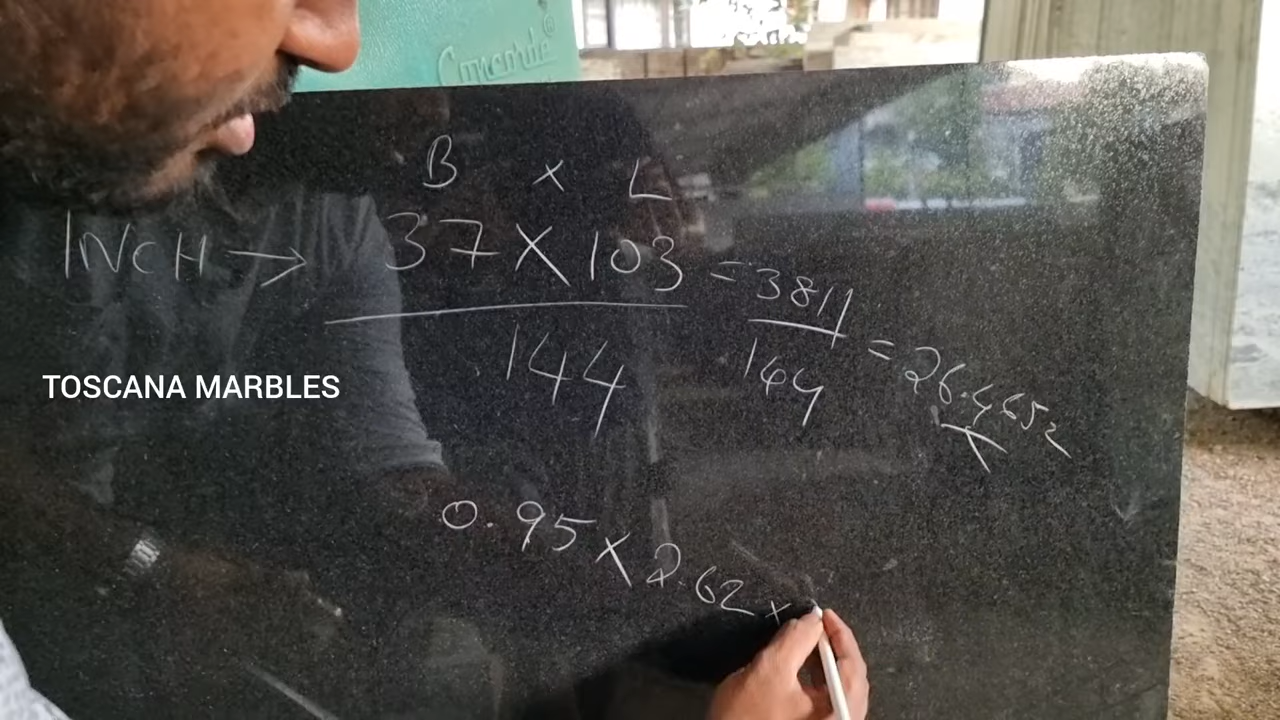 B × L
INCH → 37 × 103 = 3811 = 26.4652
144 144
TOSCANA MARBLES
0.95 × 2.62 ×